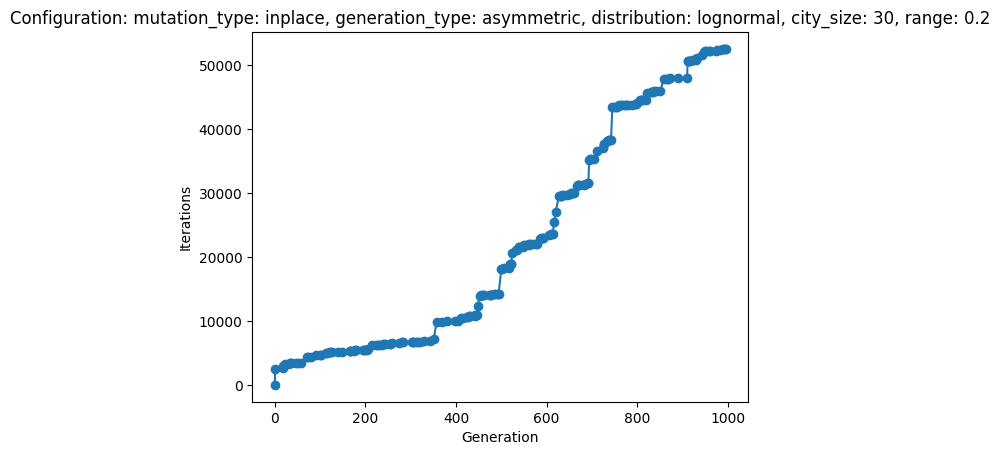 Configuration: mutation_type: inplace, generation_type: asymmetric, distribution: lognormal, city_size: 30, range: 0.2
50000
40000
30000
20000
10000
0
Iterations
0 200 400 600 800 1000
Generation